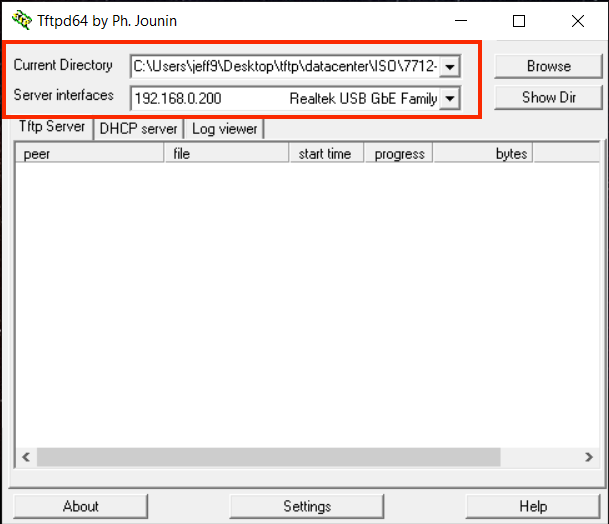 Tftpd64 by Ph. Jounin
Current Directory C:\Users\jeff9\Desktop\tftp\datacenter\ISO\7712- Browse
Server interfaces 192.168.0.200 Realtek USB GbE Family Show Dir
Tftp Server DHCP server Log viewer
peer file start time progress bytes
About Settings Help